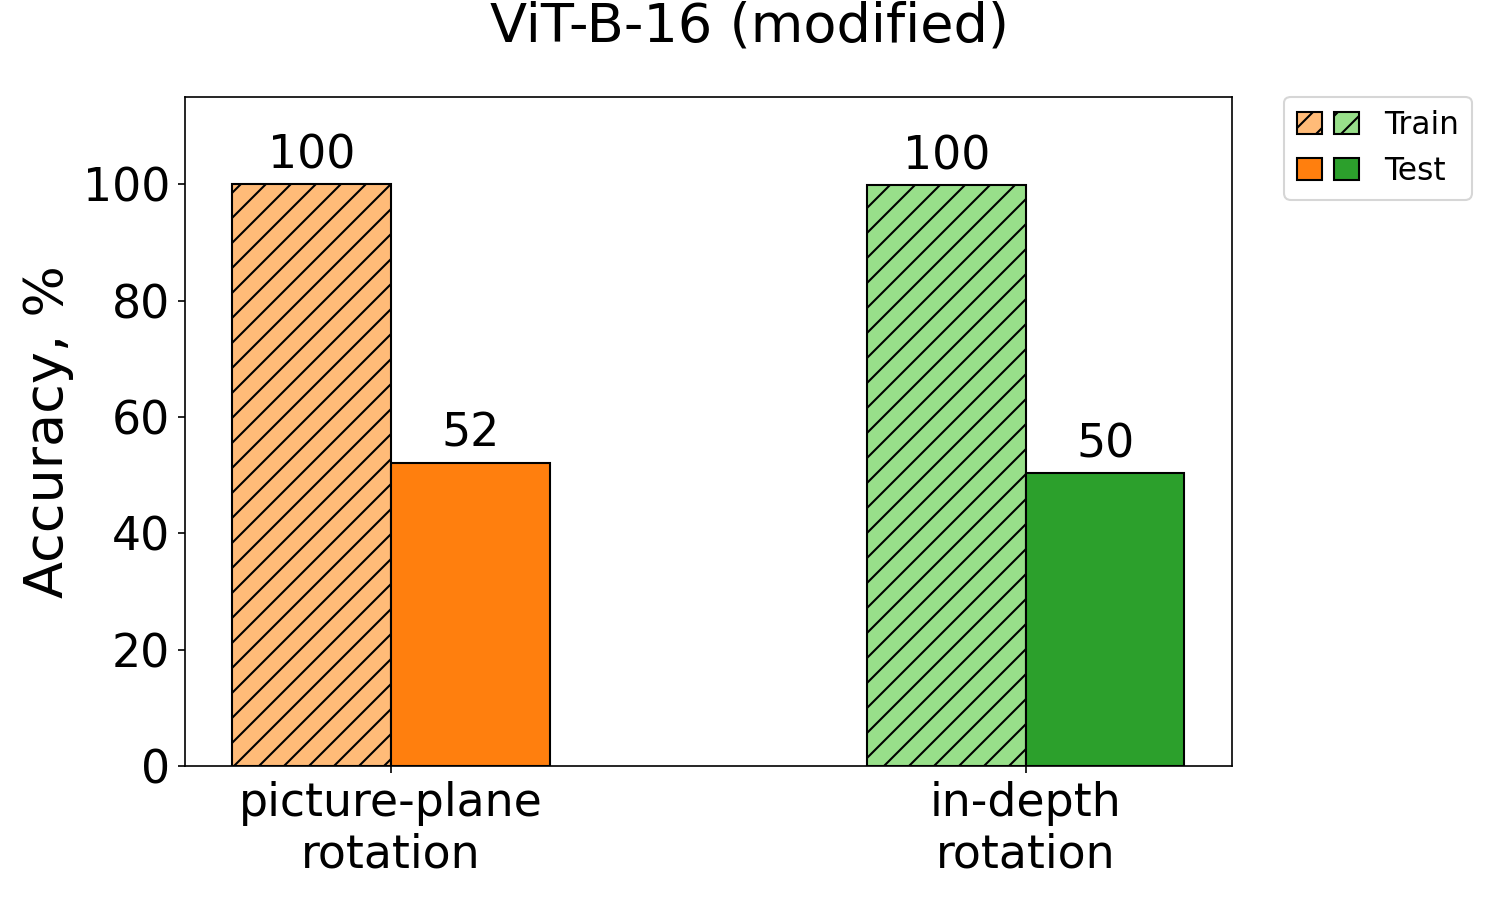 ViT-B-16 (modified)
Accuracy, %
100
80
60
40
20
0
100
52
100
50
picture-plane
rotation
in-depth
rotation
Train
Test